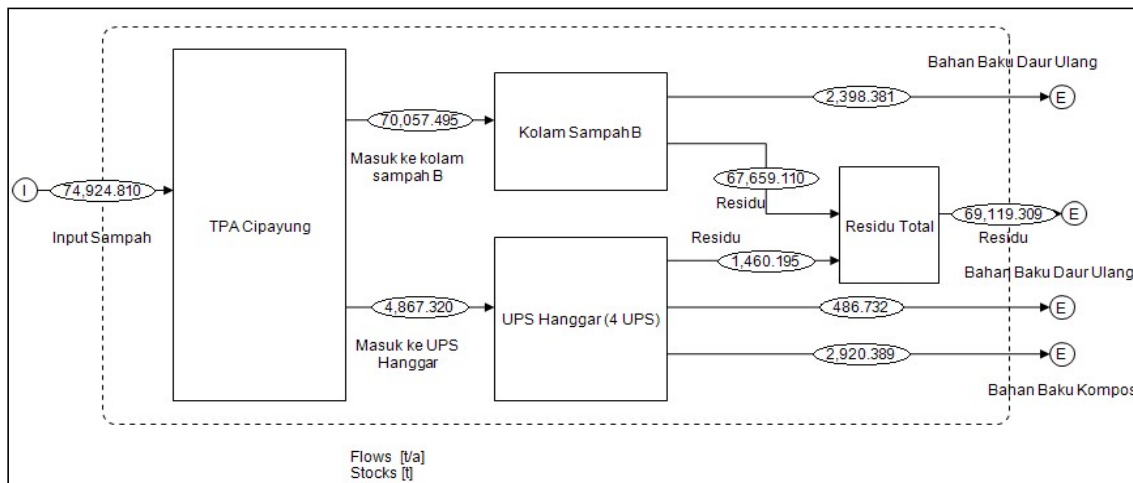 I
74,924.810
Input Sampah
TPA Cipayung
70,057.495
Masuk ke kolam
sampah B
4,867.320
Masuk ke UPS
Hanggar
Kolam Sampah B
UPS Hanggar (4 UPS)
Bahan Baku Daur Ulang
2,398.381
E
67,659.110
Residu
Residu
1,460.195
Residu Total
69,119.309
E
Residu
Bahan Baku Daur Ulang
486.732
E
2,920.389
E
Bahan Baku Kompos
Flows [t/a]
Stocks [t]